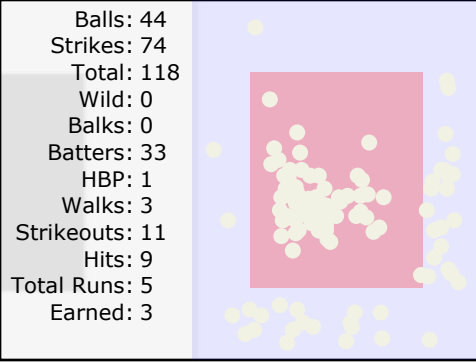 Balls: 44
Strikes: 74
Total: 118
Wild: 0
Balks: 0
Batters: 33
HBP: 1
Walks: 3
Strikeouts: 11
Hits: 9
Total Runs: 5
Earned: 3